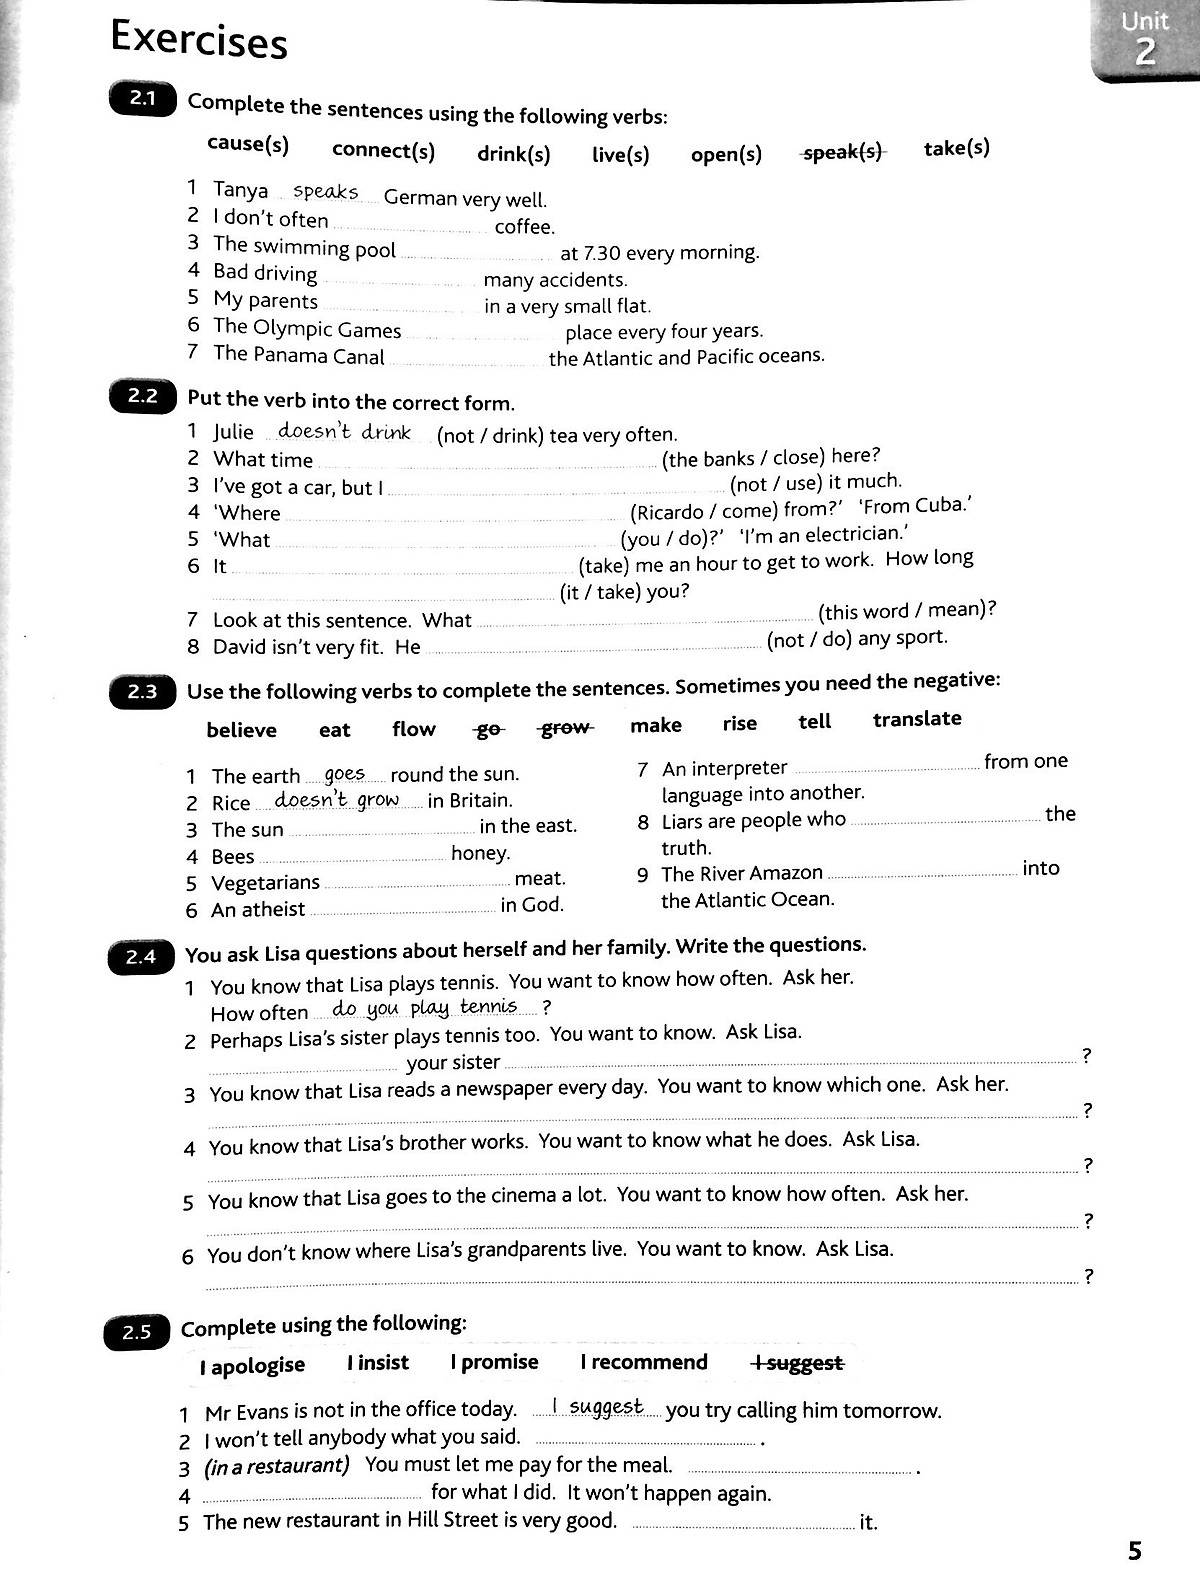 Exercises
Unit
2
2.1 Complete the sentences using the following verbs:
cause(s) connect(s) drink(s) live(s) open(s) speak(s) take(s)
1 Tanya speaks German very well.
2 I don't often ........ coffee.
3 The swimming pool ........ at 7.30 every morning.
4 Bad driving ........ many accidents.
5 My parents ........ in a very small flat.
6 The Olympic Games ........ place every four years.
7 The Panama Canal ........ the Atlantic and Pacific oceans.
2.2 Put the verb into the correct form.
1 Julie doesn't drink (not / drink) tea very often.
2 What time ........ (the banks / close) here?
3 I've got a car, but I ........ (not / use) it much.
4 'Where ........ (Ricardo / come) from?' 'From Cuba.'
5 'What ........ (you / do)?' 'I'm an electrician.'
6 It ........ (take) me an hour to get to work. How long
........ (it / take) you?
7 Look at this sentence. What ........ (this word / mean)?
8 David isn't very fit. He ........ (not / do) any sport.
2.3 Use the following verbs to complete the sentences. Sometimes you need the negative:
believe eat flow go grow make rise tell translate
1 The earth goes round the sun.
2 Rice doesn't grow in Britain.
3 The sun ........ in the east.
4 Bees ........ honey.
5 Vegetarians ........ meat.
6 An atheist ........ in God.
7 An interpreter ........ from one
language into another.
8 Liars are people who ........ the
truth.
9 The River Amazon ........ into
the Atlantic Ocean.
2.4 You ask Lisa questions about herself and her family. Write the questions.
1 You know that Lisa plays tennis. You want to know how often. Ask her.
How often do you play tennis ?
2 Perhaps Lisa's sister plays tennis too. You want to know. Ask Lisa.
........ your sister ........ ?
3 You know that Lisa reads a newspaper every day. You want to know which one. Ask her.
........ ?
4 You know that Lisa's brother works. You want to know what he does. Ask Lisa.
........ ?
5 You know that Lisa goes to the cinema a lot. You want to know how often. Ask her.
........ ?
6 You don't know where Lisa's grandparents live. You want to know. Ask Lisa.
........ ?
2.5 Complete using the following:
I apologise I insist I promise I recommend I suggest
1 Mr Evans is not in the office today. I suggest you try calling him tomorrow.
2 I won't tell anybody what you said. ........ .
3 (in a restaurant) You must let me pay for the meal. ........ .
4 ........ for what I did. It won't happen again.
5 The new restaurant in Hill Street is very good. ........ it.
5